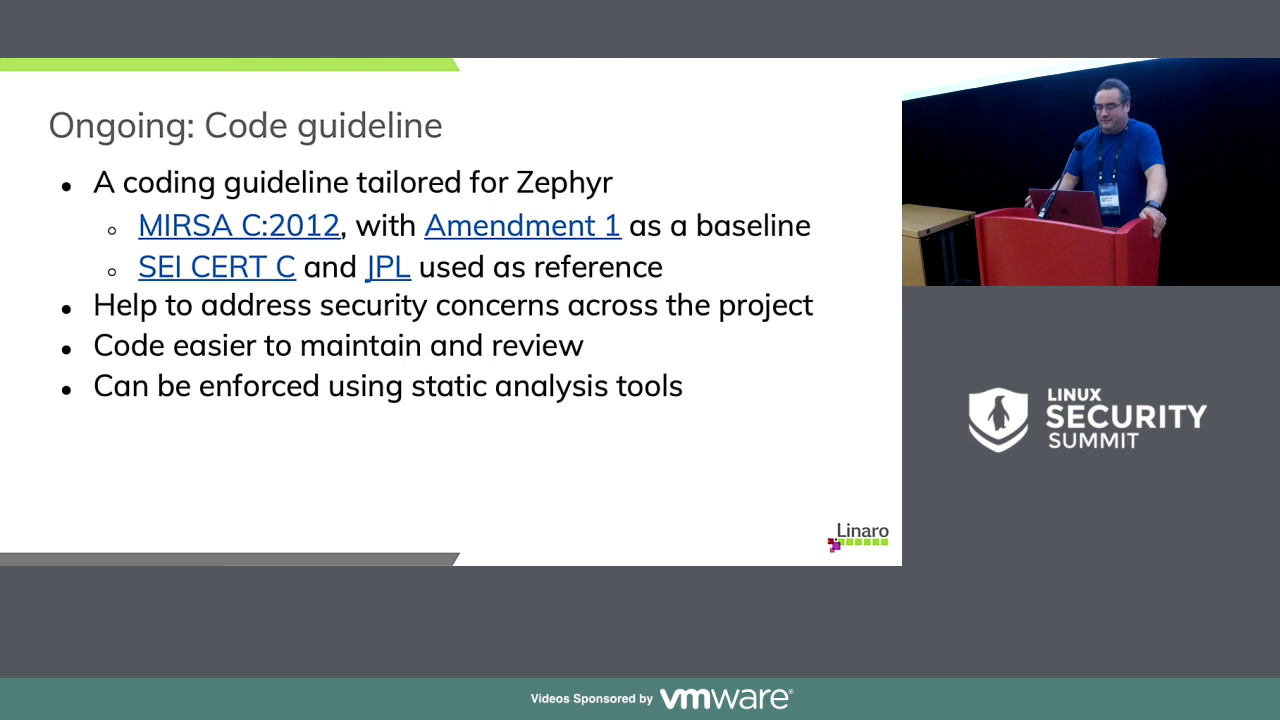 Ongoing: Code guideline
A coding guideline tailored for Zephyr
MIRSA C:2012, with Amendment 1 as a baseline
SEI CERT C and JPL used as reference
Help to address security concerns across the project
Code easier to maintain and review
Can be enforced using static analysis tools
Linaro
LINUX
SECURITY
SUMMIT
Videos Sponsored by vmware®